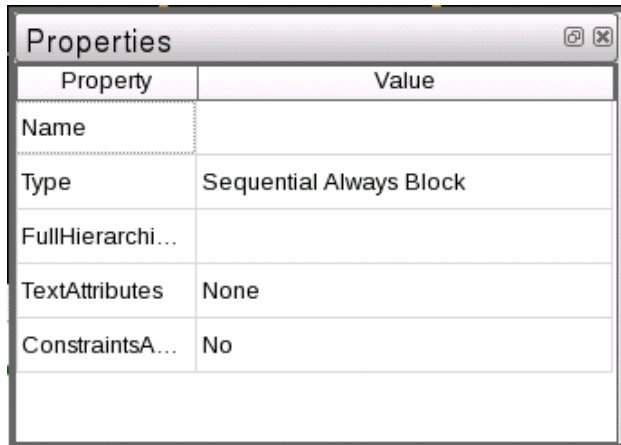 Properties
Property Value
Name
Type Sequential Always Block
FullHierarchi...
TextAttributes None
ConstraintsA... No